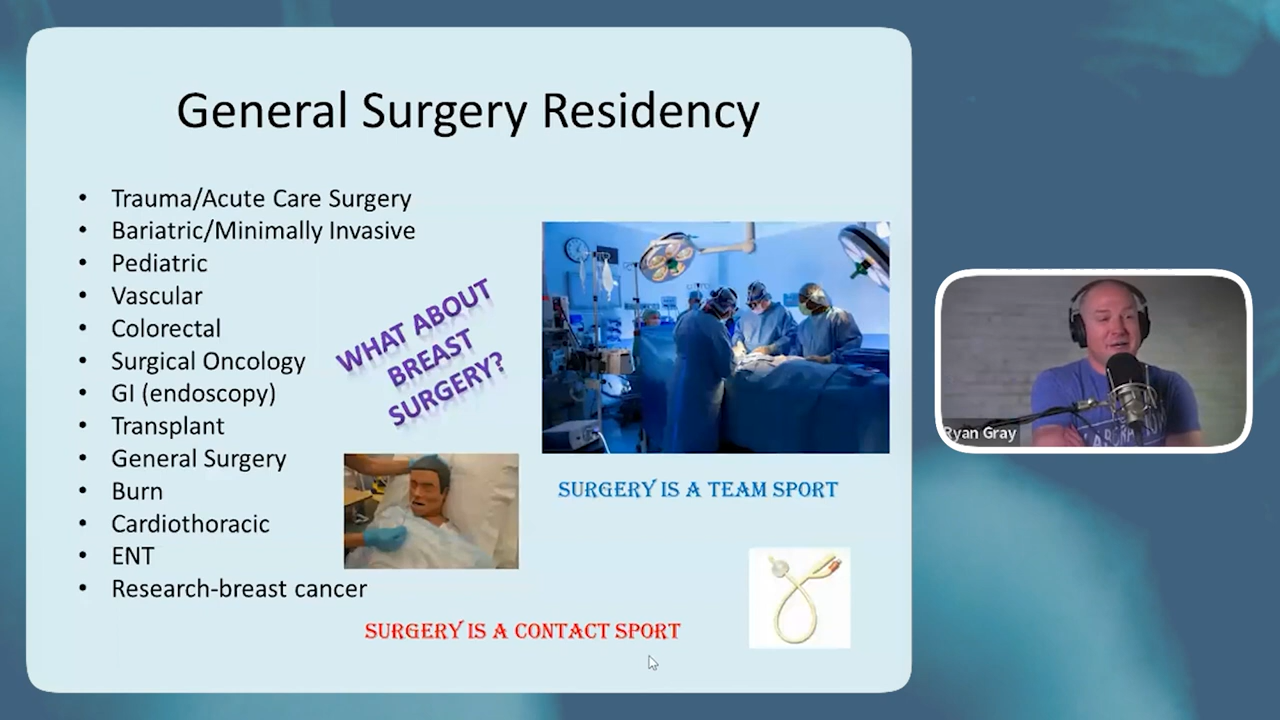 General Surgery Residency
• Trauma/Acute Care Surgery
• Bariatric/Minimally Invasive
• Pediatric
• Vascular
• Colorectal
• Surgical Oncology
• GI (endoscopy)
• Transplant
• General Surgery
• Burn
• Cardiothoracic
• ENT
• Research-breast cancer
WHAT ABOUT
BREAST
SURGERY?
SURGERY IS A TEAM SPORT
SURGERY IS A CONTACT SPORT
Ryan Gray